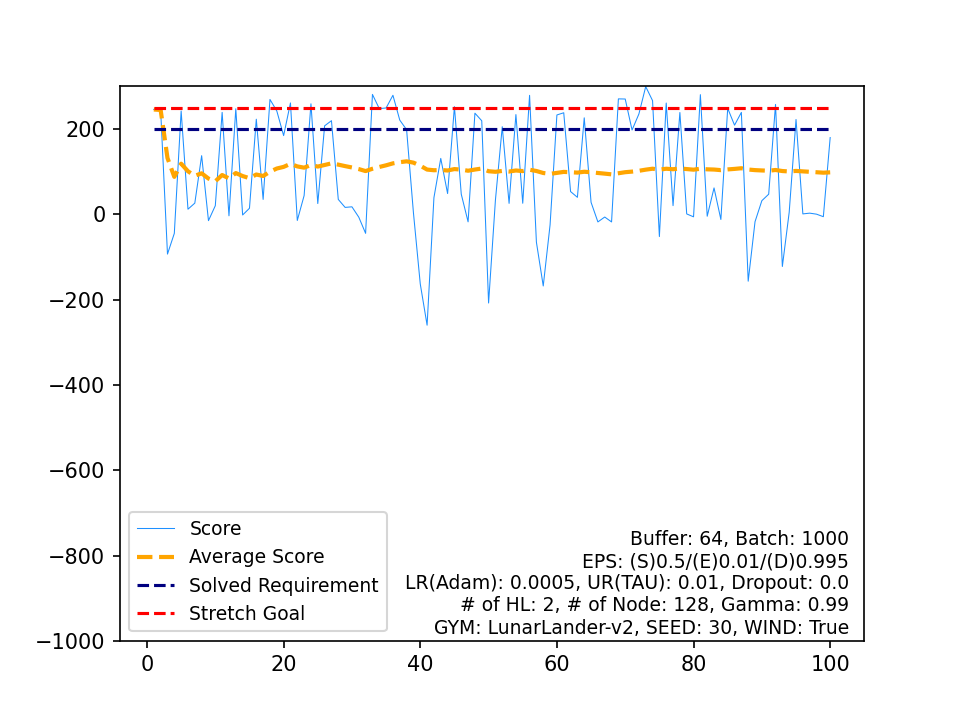 200
0
−200
−400
−600
−800
−1000
0
20
40
60
80
100
Score
Average Score
Solved Requirement
Stretch Goal
Buffer: 64, Batch: 1000
EPS: (S)0.5/(E)0.01/(D)0.995
LR(Adam): 0.0005, UR(TAU): 0.01, Dropout: 0.0
# of HL: 2, # of Node: 128, Gamma: 0.99
GYM: LunarLander-v2, SEED: 30, WIND: True